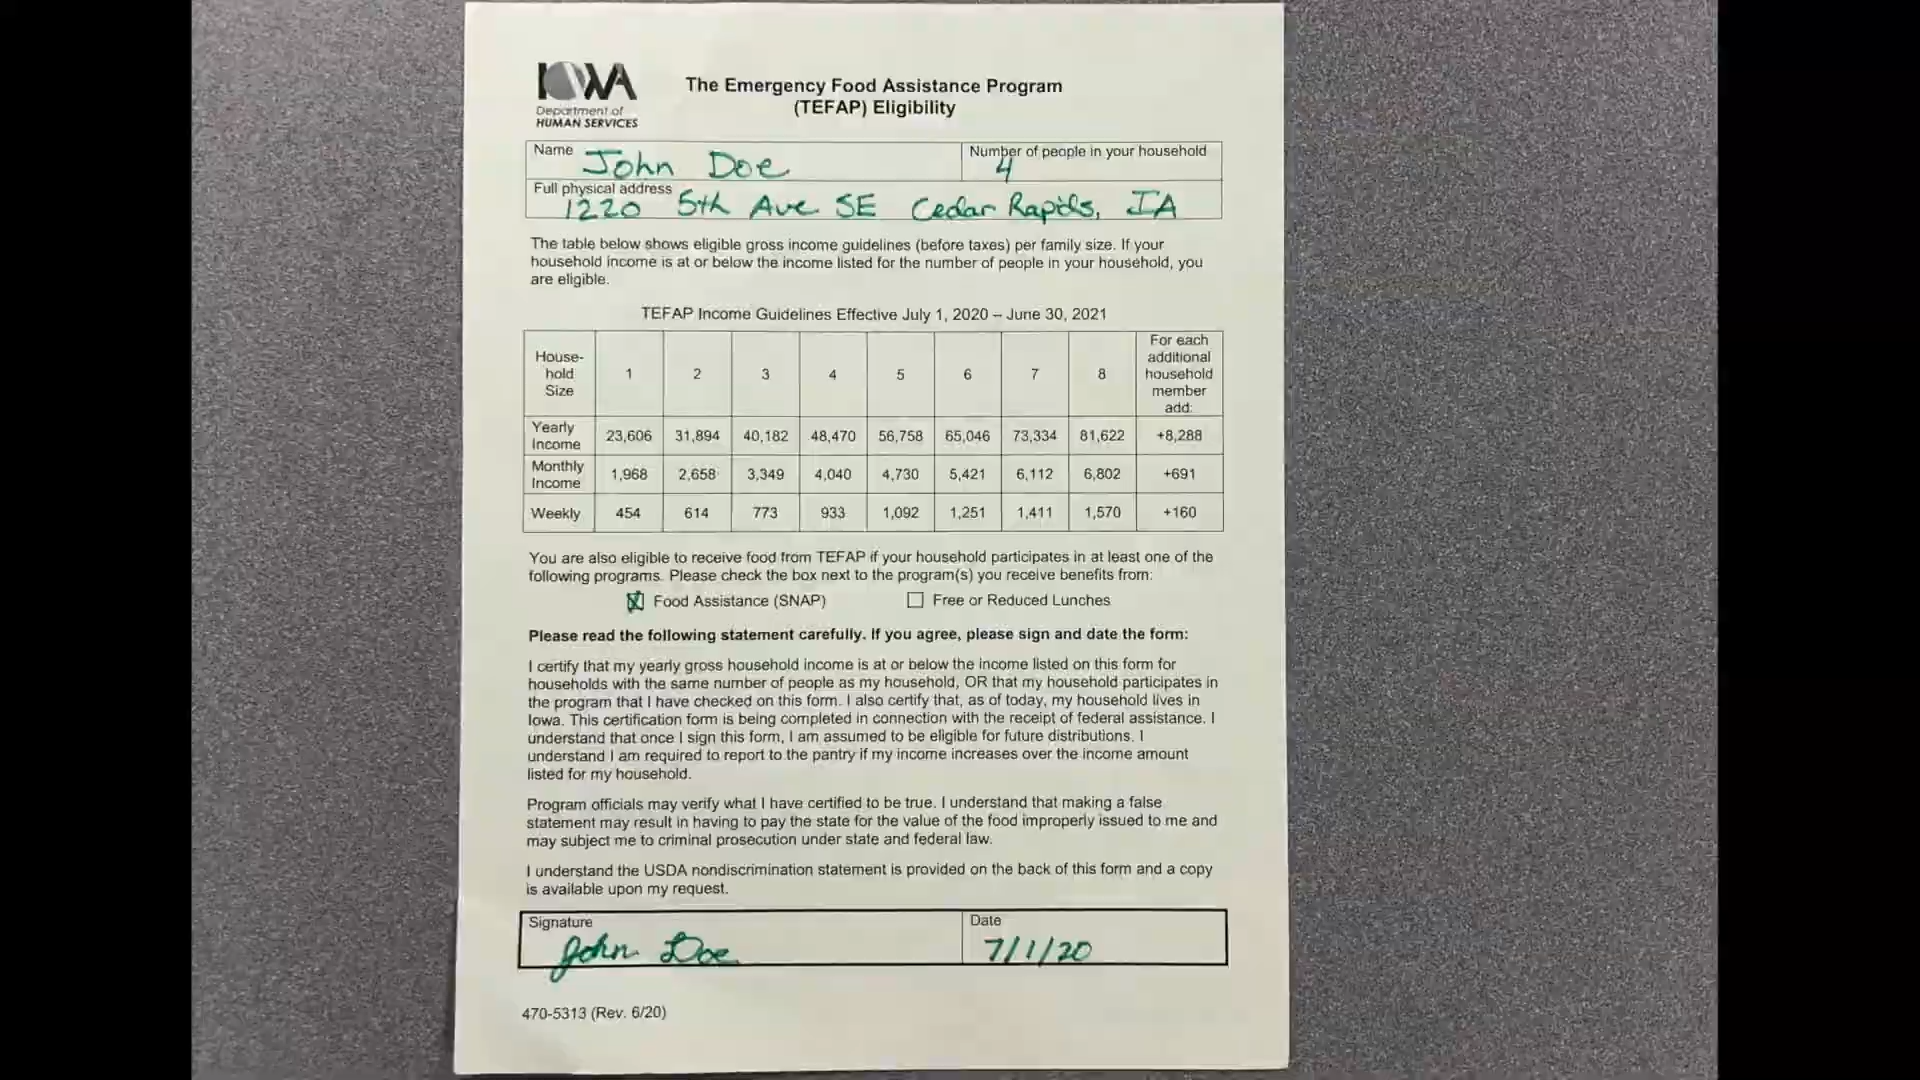 IOWA
Department of
HUMAN SERVICES
The Emergency Food Assistance Program
(TEFAP) Eligibility
Name John Doe
Number of people in your household
4
Full physical address
1220 5th Ave SE Cedar Rapids, IA
The table below shows eligible gross income guidelines (before taxes) per family size. If your
household income is at or below the income listed for the number of people in your household, you
are eligible.
TEFAP Income Guidelines Effective July 1, 2020 – June 30, 2021
House-
hold
Size
1 2 3 4 5 6 7 8
For each
additional
household
member
add:
Yearly
Income
23,606 31,894 40,182 48,470 56,758 65,046 73,334 81,622 +8,288
Monthly
Income
1,968 2,658 3,349 4,040 4,730 5,421 6,112 6,802 +691
Weekly 454 614 773 933 1,092 1,251 1,411 1,570 +160
You are also eligible to receive food from TEFAP if your household participates in at least one of the
following programs. Please check the box next to the program(s) you receive benefits from:
Food Assistance (SNAP) Free or Reduced Lunches
Please read the following statement carefully. If you agree, please sign and date the form:
I certify that my yearly gross household income is at or below the income listed on this form for
households with the same number of people as my household, OR that my household participates in
the program that I have checked on this form. I also certify that, as of today, my household lives in
Iowa. This certification form is being completed in connection with the receipt of federal assistance. I
understand that once I sign this form, I am assumed to be eligible for future distributions. I
understand I am required to report to the pantry if my income increases over the income amount
listed for my household.
Program officials may verify what I have certified to be true. I understand that making a false
statement may result in having to pay the state for the value of the food improperly issued to me and
may subject me to criminal prosecution under state and federal law.
I understand the USDA nondiscrimination statement is provided on the back of this form and a copy
is available upon my request.
Signature
John Doe
Date
7/1/20
470-5313 (Rev. 6/20)